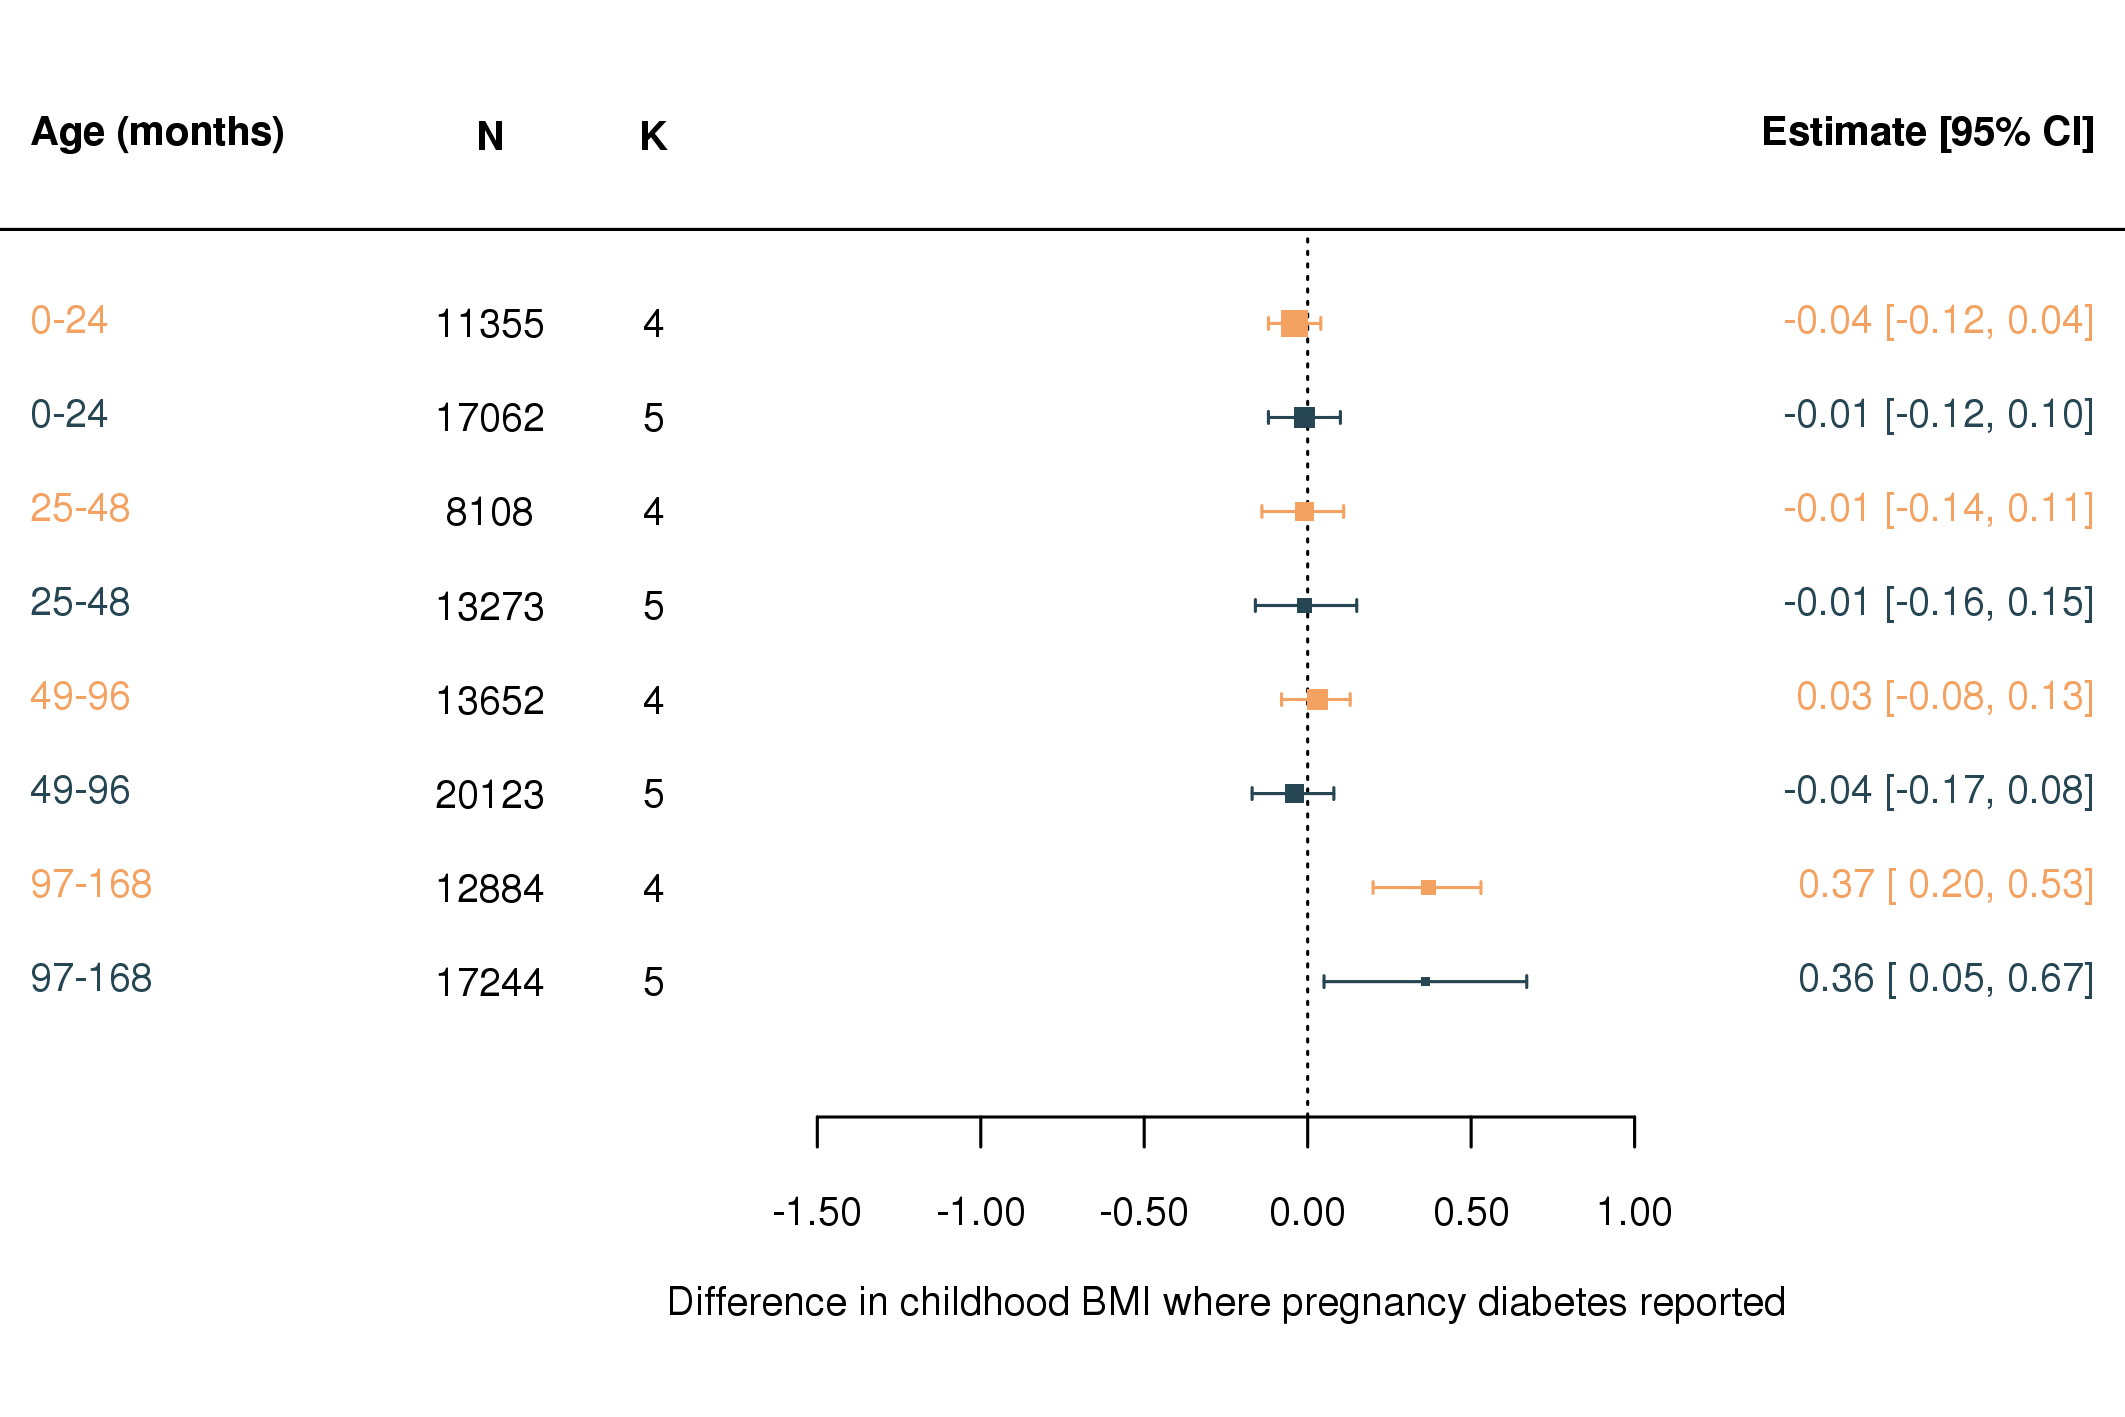 Age (months) N K Estimate [95% CI]
0-24 11355 4 -0.04 [-0.12, 0.04]
0-24 17062 5 -0.01 [-0.12, 0.10]
25-48 8108 4 -0.01 [-0.14, 0.11]
25-48 13273 5 -0.01 [-0.16, 0.15]
49-96 13652 4 0.03 [-0.08, 0.13]
49-96 20123 5 -0.04 [-0.17, 0.08]
97-168 12884 4 0.37 [ 0.20, 0.53]
97-168 17244 5 0.36 [ 0.05, 0.67]
-1.50 -1.00 -0.50 0.00 0.50 1.00
Difference in childhood BMI where pregnancy diabetes reported